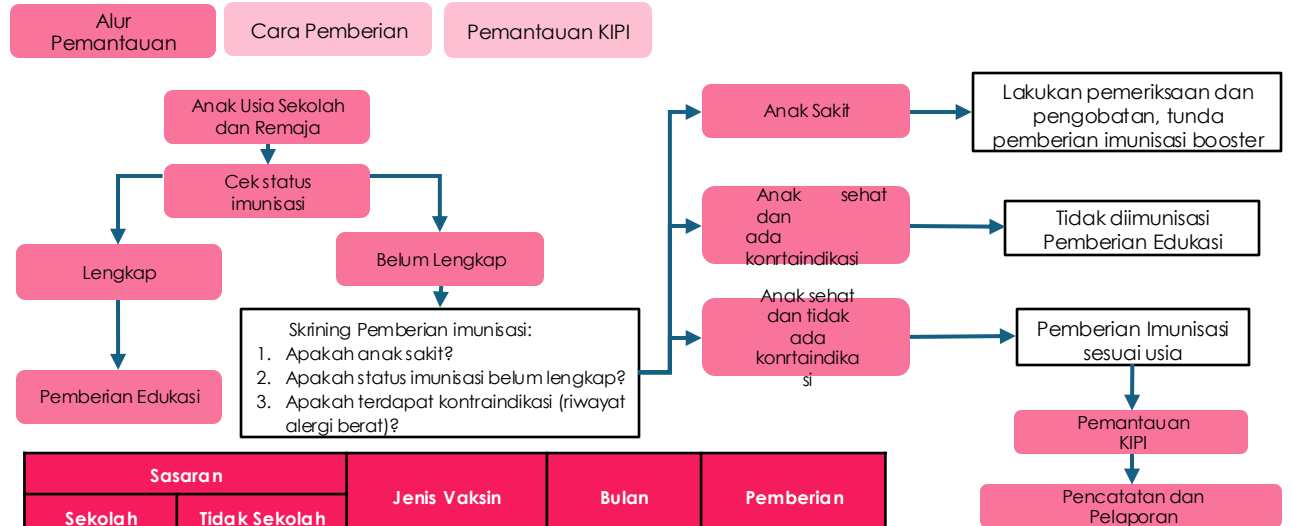 Alur
Pemantauan
Cara Pemberian
Pemantauan KIPI
Anak Usia Sekolah
dan Remaja
Cek status
imunisasi
Lengkap
Belum Lengkap
Pemberian Edukasi
Skrining Pemberian imunisasi:
1. Apakah anak sakit?
2. Apakah status imunisasi belum lengkap?
3. Apakah terdapat kontraindikasi (riwayat
alergi berat)?
Anak Sakit
Lakukan pemeriksaan dan
pengobatan, tunda
pemberian imunisasi booster
Anak sehat
dan
ada
konrtaindikasi
Tidak diimunisasi
Pemberian Edukasi
Anak sehat
dan tidak
ada
konrtaindika
si
Pemberian Imunisasi
sesuai usia
Pemantauan
KIPI
Pencatatan dan
Pelaporan
Sasaran
Jenis Vaksin
Bulan
Pemberian
Sekolah
Tidak Sekolah